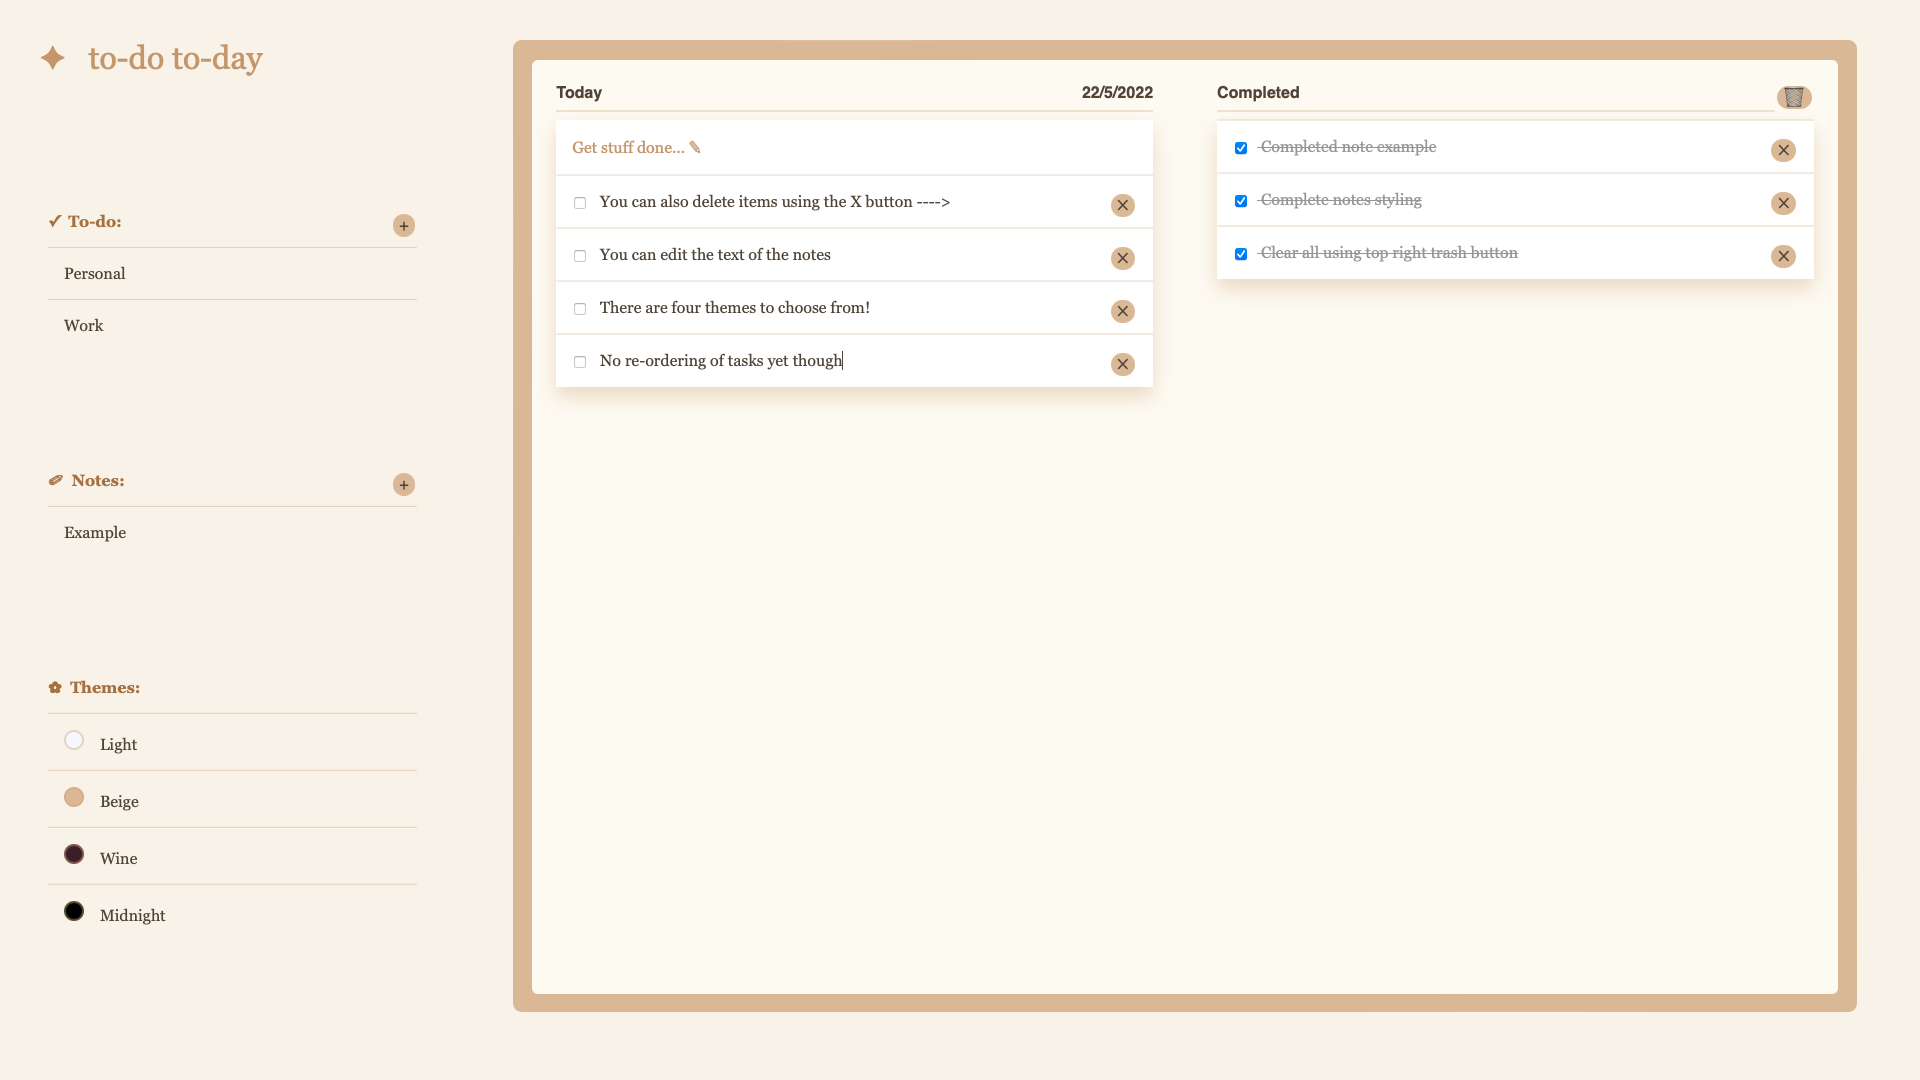 ✦ to-do to-day
✓ To-do:
+
Personal
Work
✐ Notes:
+
Example
✿ Themes:
Light
Beige
Wine
Midnight
Today 22/5/2022
Get stuff done... ✎
You can also delete items using the X button ---->
You can edit the text of the notes
There are four themes to choose from!
No re-ordering of tasks yet though
Completed
Completed note example
Complete notes styling
Clear all using top right trash button